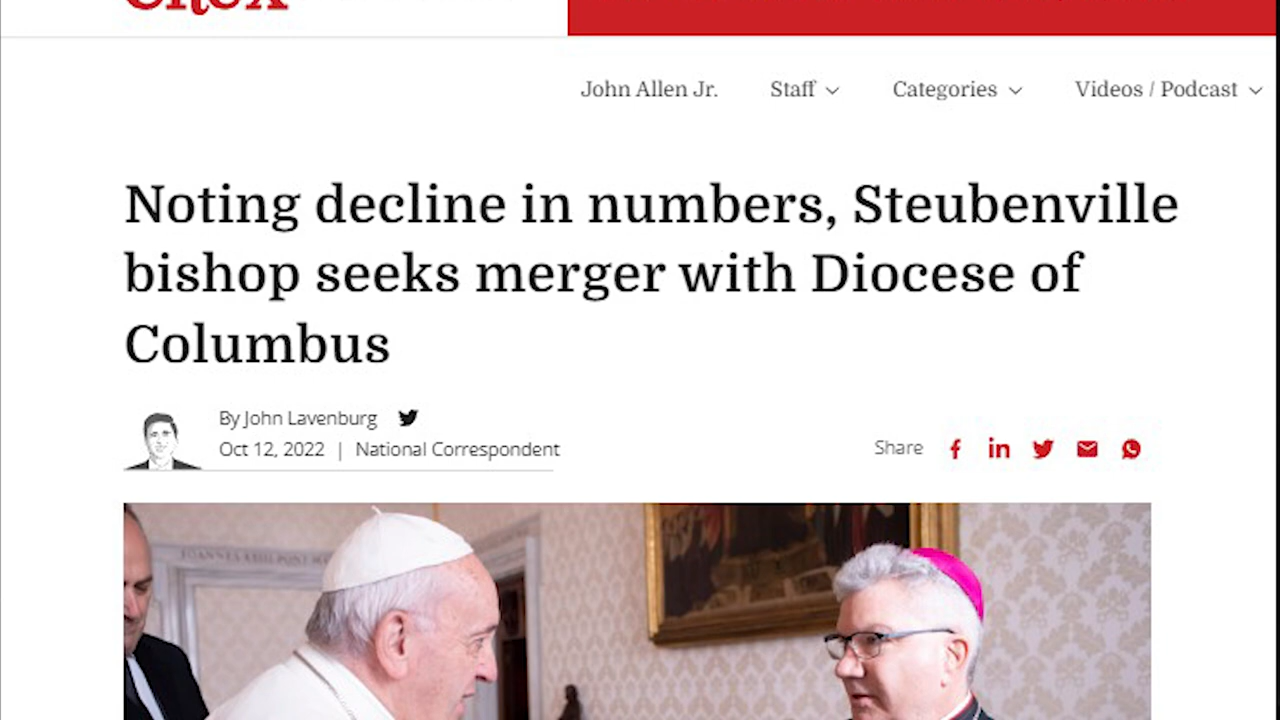 Crux
John Allen Jr. Staff Categories Videos / Podcast
Noting decline in numbers, Steubenville
bishop seeks merger with Diocese of
Columbus
By John Lavenburg
Oct 12, 2022 | National Correspondent
Share